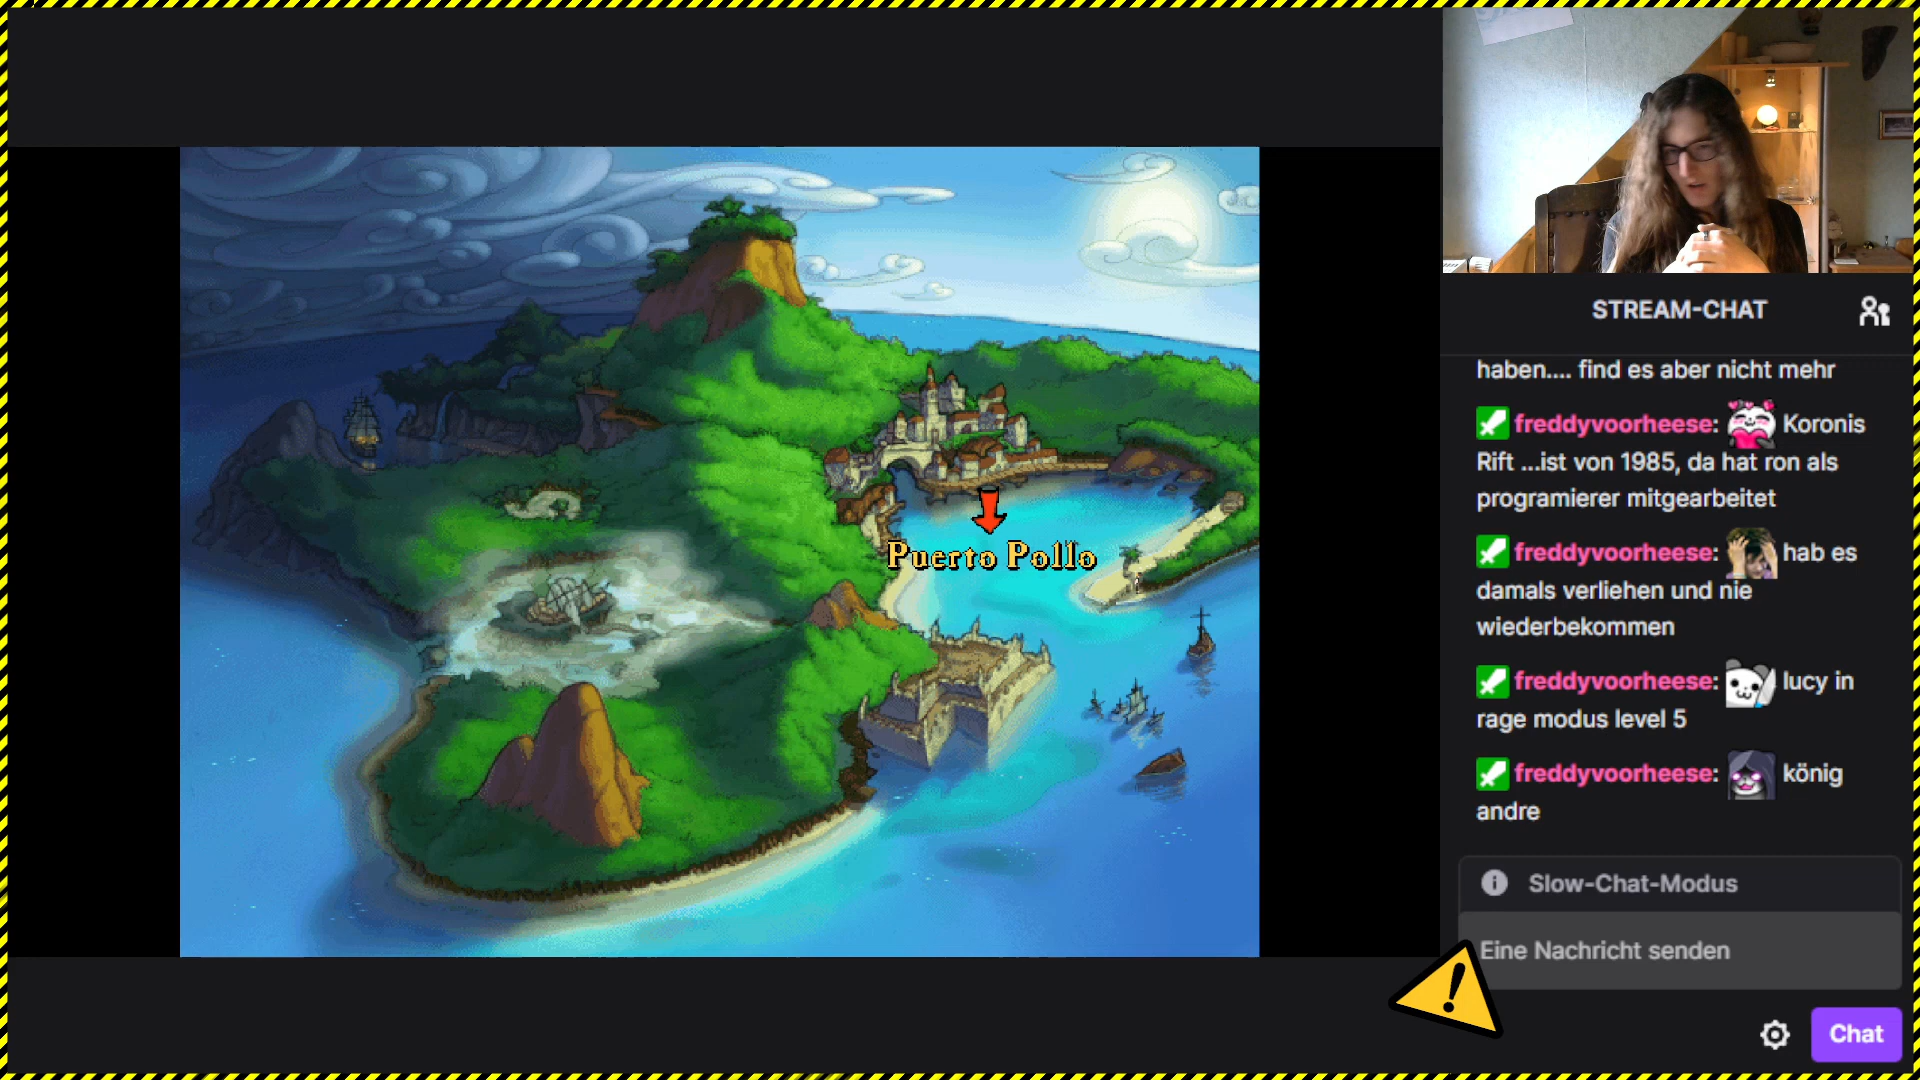 Puerto Pollo
STREAM-CHAT
haben.... find es aber nicht mehr
freddyvoorheese: Koronis
Rift ...ist von 1985, da hat ron als
programierer mitgearbeitet
freddyvoorheese: hab es
damals verliehen und nie
wiederbekommen
freddyvoorheese: lucy in
rage modus level 5
freddyvoorheese: könig
andre
Slow-Chat-Modus
Eine Nachricht senden
Chat